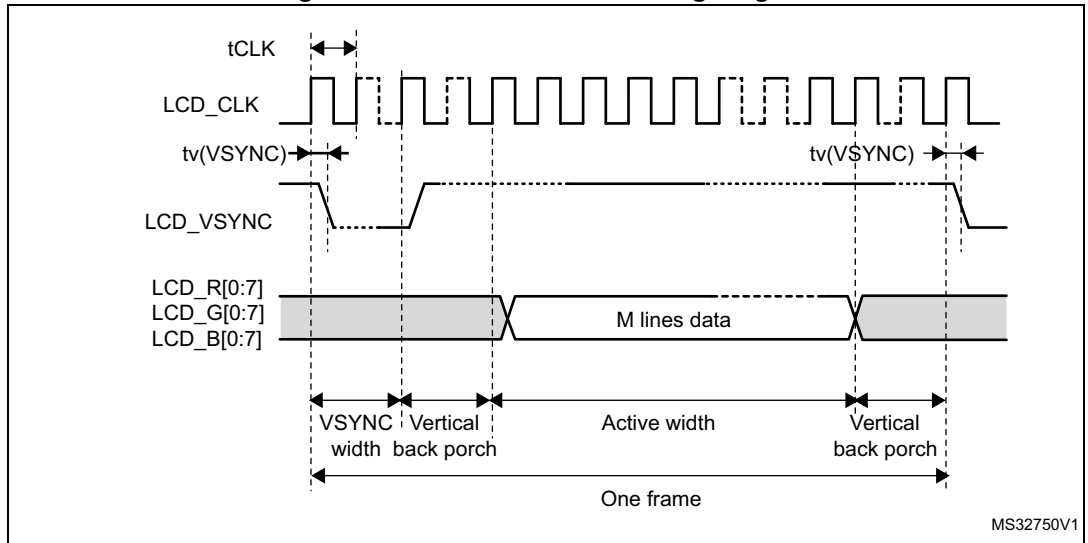 tCLK
LCD_CLK
tv(VSYNC)
tv(VSYNC)
LCD_VSYNC
LCD_R[0:7]
LCD_G[0:7]
LCD_B[0:7]
M lines data
VSYNC width
Vertical back porch
Active width
Vertical back porch
One frame
MS32750V1